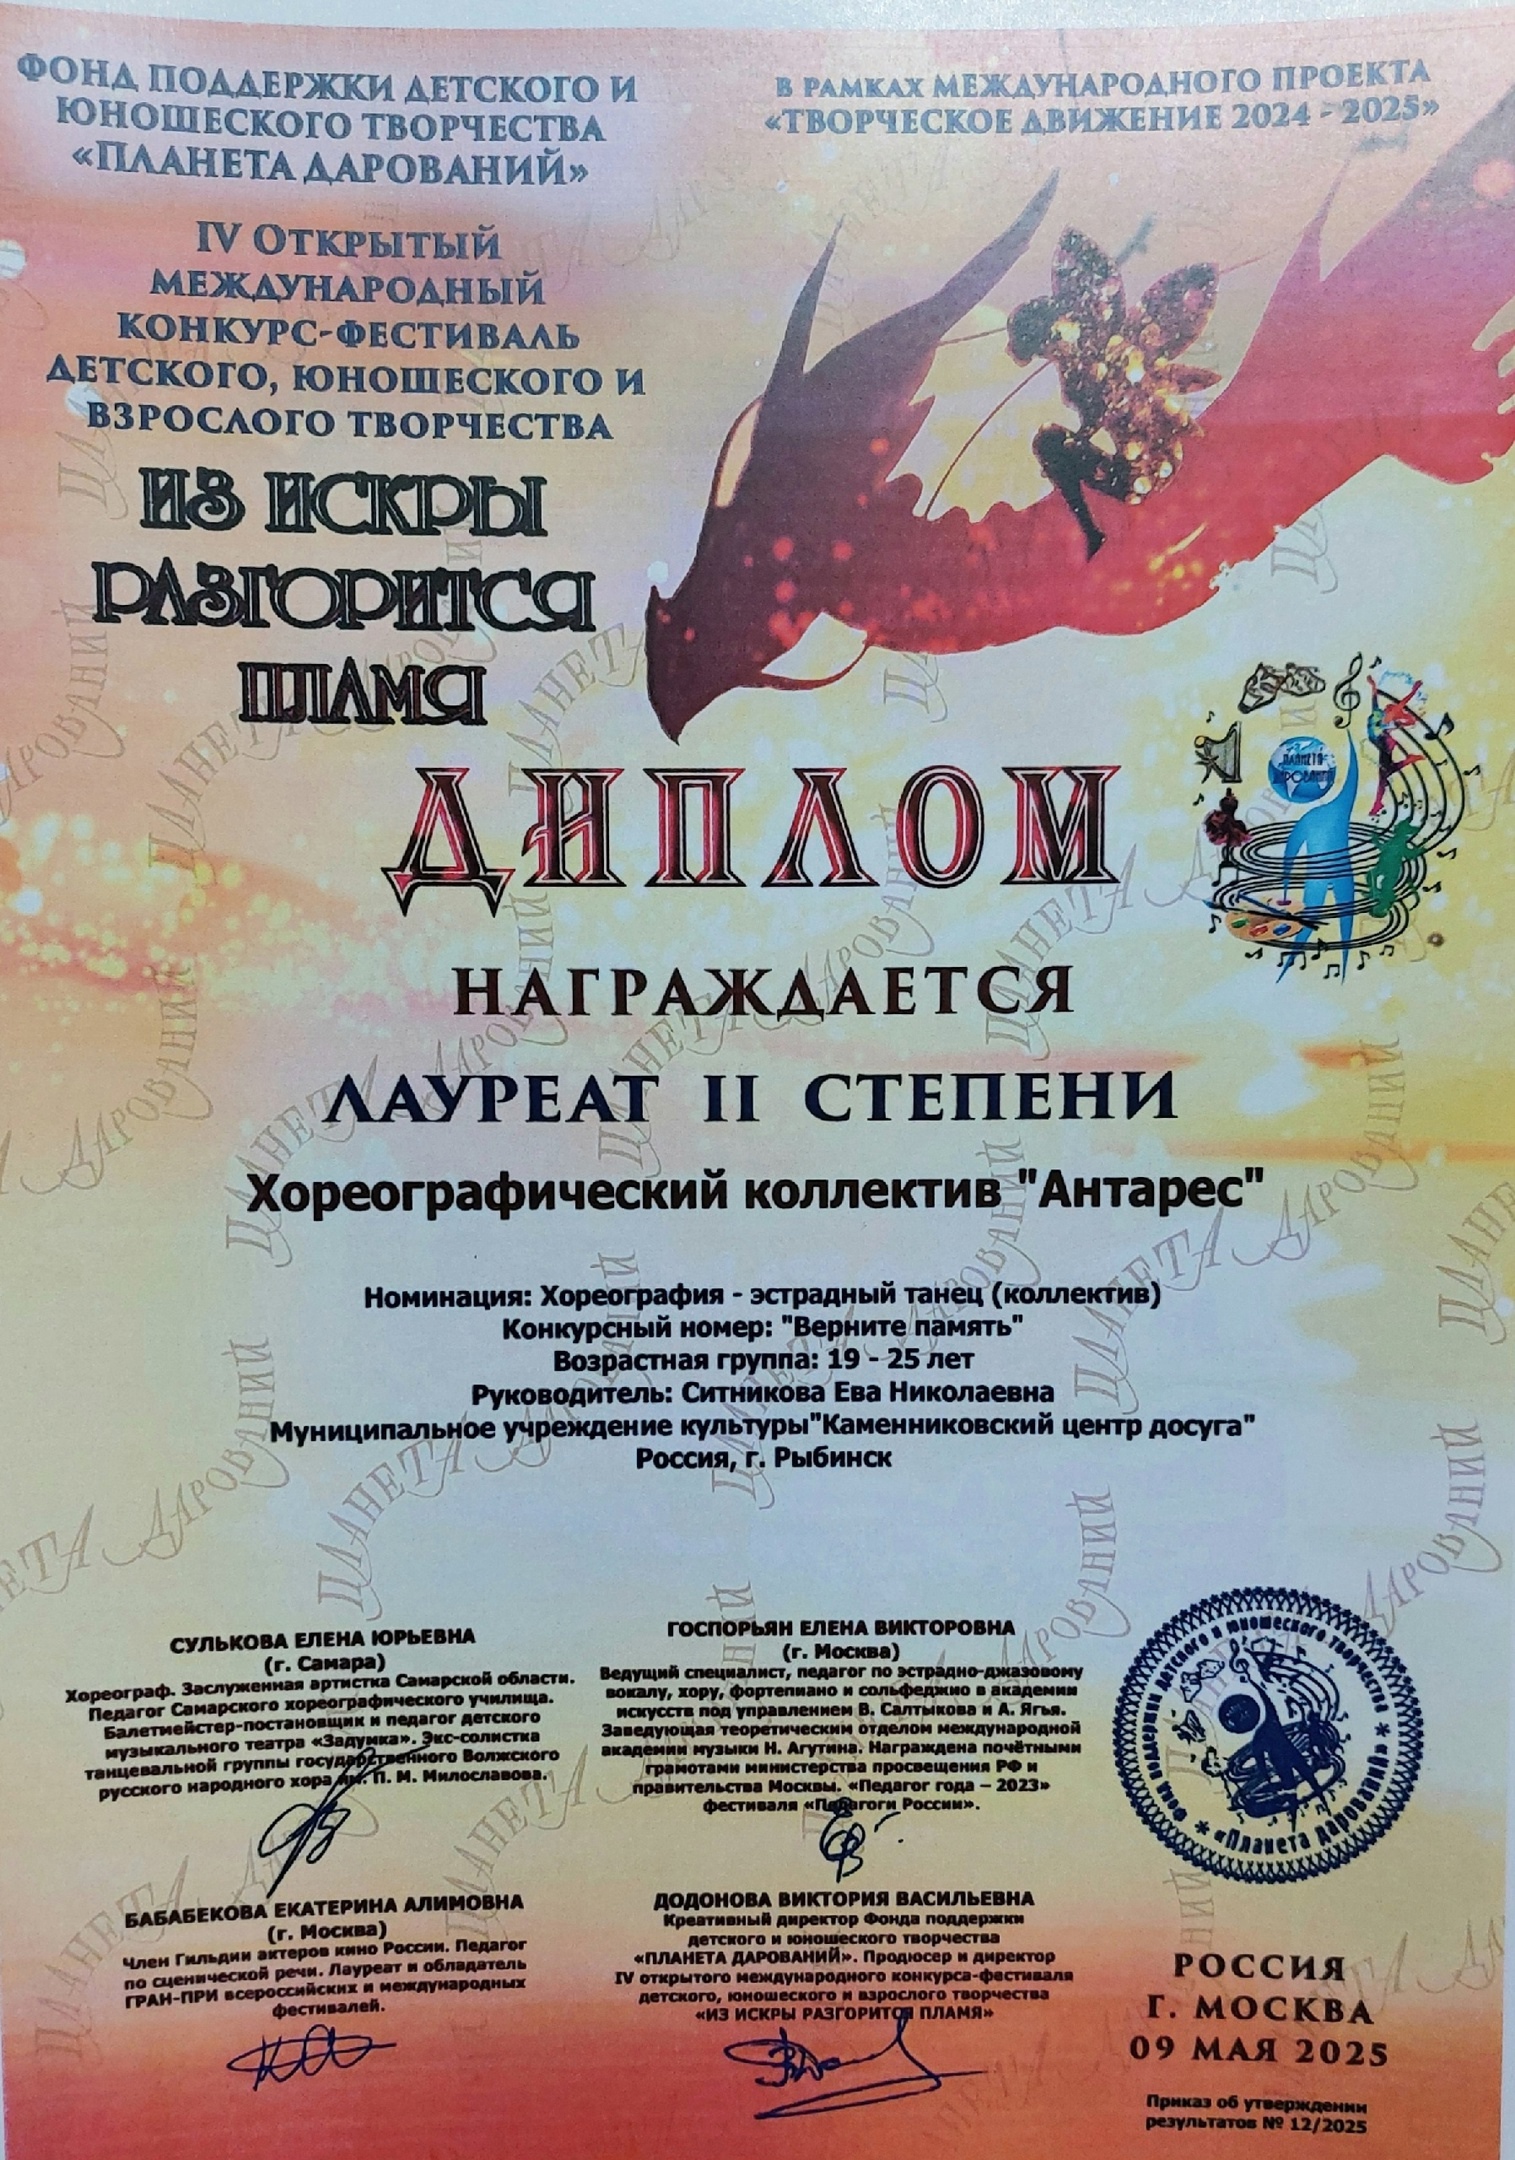 ФОНД ПОДДЕРЖКИ ДЕТСКОГО И
ЮНОШЕСКОГО ТВОРЧЕСТВА
«ПЛАНЕТА ДАРОВАНИЙ»
В РАМКАХ МЕЖДУНАРОДНОГО ПРОЕКТА
«ТВОРЧЕСКОЕ ДВИЖЕНИЕ 2024 - 2025»
IV ОТКРЫТЫЙ
МЕЖДУНАРОДНЫЙ
КОНКУРС-ФЕСТИВАЛЬ
ДЕТСКОГО, ЮНОШЕСКОГО И
ВЗРОСЛОГО ТВОРЧЕСТВА
ИЗ ИСКРЫ
РАЗГОРИТСЯ
ПЛАМЯ
ДИПЛОМ
НАГРАЖДАЕТСЯ
ЛАУРЕАТ II СТЕПЕНИ
Хореографический коллектив "Антарес"
Номинация: Хореография - эстрадный танец (коллектив)
Конкурсный номер: "Верните память"
Возрастная группа: 19 - 25 лет
Руководитель: Ситникова Ева Николаевна
Муниципальное учреждение культуры"Каменниковский центр досуга"
Россия, г. Рыбинск
СУЛЬКОВА ЕЛЕНА ЮРЬЕВНА
(г. Самара)
Хореограф. Заслуженная артистка Самарской области.
Педагог Самарского хореографического училища.
Балетмейстер-постановщик и педагог детского
музыкального театра «Задумка». Экс-солистка
танцевальной группы государственного Волжского
русского народного хора им. П. М. Милославова.
ГОСПОРЬЯН ЕЛЕНА ВИКТОРОВНА
(г. Москва)
Ведущий специалист, педагог по эстрадно-джазовому
вокалу, хору, фортепиано и сольфеджио в академии
искусств под управлением В. Салтыкова и А. Ягья.
Заведующая теоретическим отделом международной
академии музыки Н. Агутина. Награждена почётными
грамотами министерства просвещения РФ и
правительства Москвы. «Педагог года – 2023»
фестиваля «Педагоги России».
Фонд поддержки детского и юношеского творчества
«Планета дарований»
БАБАБЕКОВА ЕКАТЕРИНА АЛИМОВНА
(г. Москва)
Член Гильдии актеров кино России. Педагог
по сценической речи. Лауреат и обладатель
ГРАН-ПРИ всероссийских и международных
фестивалей.
ДОДОНОВА ВИКТОРИЯ ВАСИЛЬЕВНА
Креативный директор Фонда поддержки
детского и юношеского творчества
«ПЛАНЕТА ДАРОВАНИЙ». Продюсер и директор
IV открытого международного конкурса-фестиваля
детского, юношеского и взрослого творчества
«ИЗ ИСКРЫ РАЗГОРИТСЯ ПЛАМЯ»
РОССИЯ
Г. МОСКВА
09 МАЯ 2025
Приказ об утверждении
результатов № 12/2025